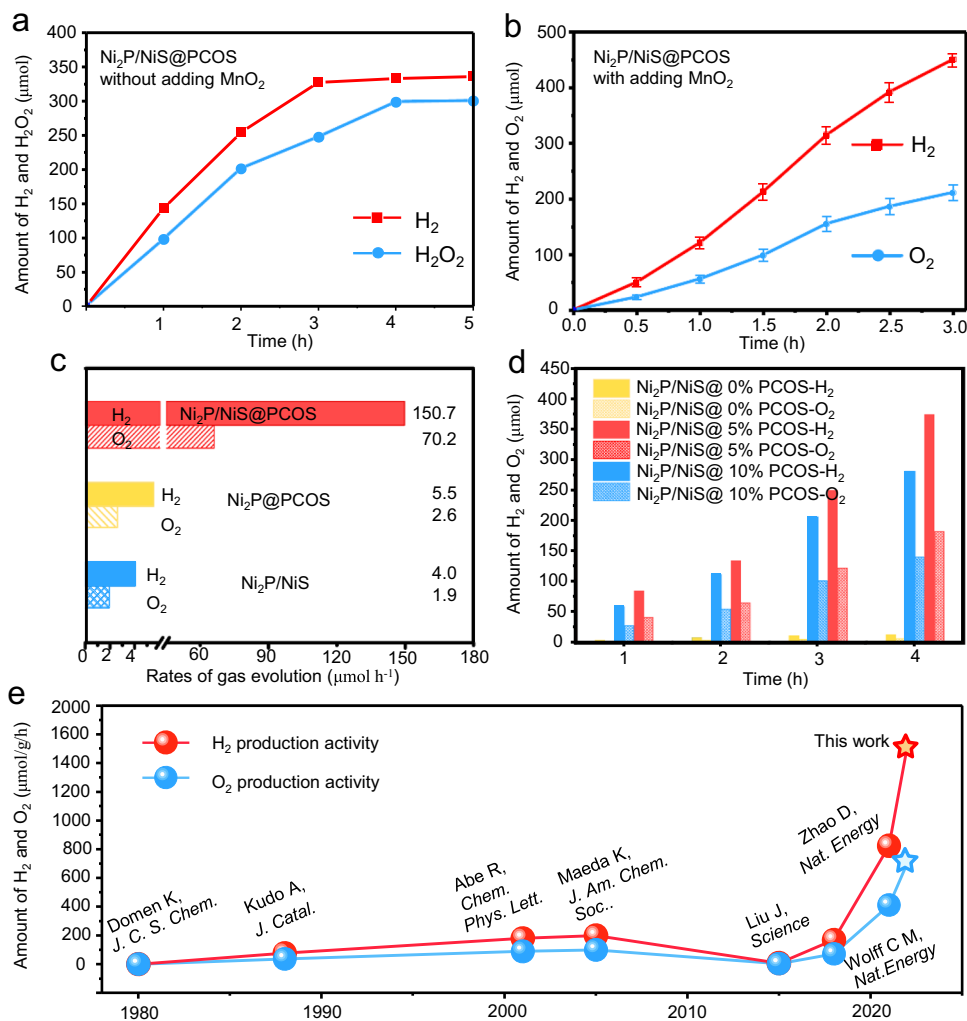 a
Ni₂P/NiS@PCOS
without adding MnO₂
H₂
H₂O₂
Amount of H₂ and H₂O₂ (μmol)
400
350
300
250
200
150
100
50
0
1 2 3 4 5
Time (h)
b
Ni₂P/NiS@PCOS
with adding MnO₂
H₂
O₂
Amount of H₂ and O₂ (μmol)
500
400
300
200
100
0
0.0 0.5 1.0 1.5 2.0 2.5 3.0
Time (h)
c
H₂ Ni₂P/NiS@PCOS 150.7
O₂ 70.2
H₂ Ni₂P@PCOS 5.5
O₂ 2.6
H₂ Ni₂P/NiS 4.0
O₂ 1.9
0 2 4 60 90 120 150 180
Rates of gas evolution (μmol h⁻¹)
d
Ni₂P/NiS@ 0% PCOS-H₂
Ni₂P/NiS@ 0% PCOS-O₂
Ni₂P/NiS@ 5% PCOS-H₂
Ni₂P/NiS@ 5% PCOS-O₂
Ni₂P/NiS@ 10% PCOS-H₂
Ni₂P/NiS@ 10% PCOS-O₂
Amount of H₂ and O₂ (μmol)
450
400
350
300
250
200
150
100
50
0
1 2 3 4
Time (h)
e
H₂ production activity
O₂ production activity
Amount of H₂ and O₂ (μmol/g/h)
2000
1800
1600
1400
1200
1000
800
600
400
200
0
Domen K,
J. C. S. Chem.
Kudo A,
J. Catal.
Abe R,
Chem.
Phys. Lett.
Maeda K,
J. Am. Chem.
Soc..
Liu J,
Science
Wolff C M,
Nat.Energy
Zhao D,
Nat. Energy
This work
1980 1990 2000 2010 2020